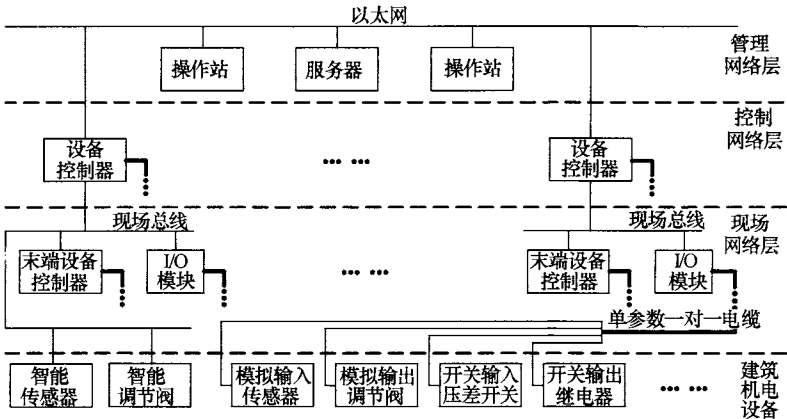 以太网
操作站
服务器
操作站
管理
网络层
设备
控制器
…… 
设备
控制器
控制
网络层
现场总线
现场总线
现场
网络层
末端设备
控制器
I/O
模块
……
末端设备
控制器
I/O
模块
单参数一对一电缆
智能
传感器
智能
调节阀
模拟输入
传感器
模拟输出
调节阀
开关输入
压差开关
开关输出
继电器
……
建筑
机电
设备